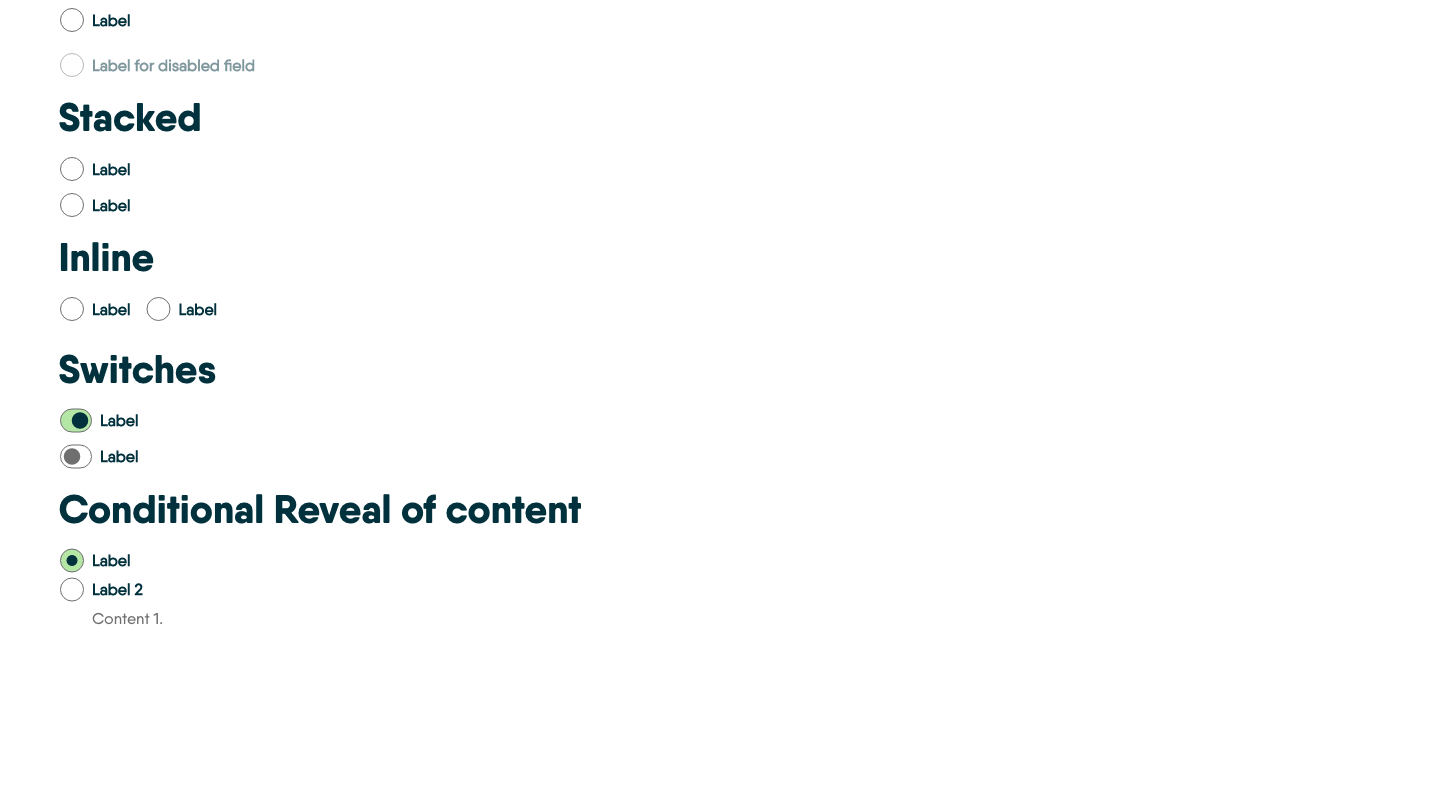 Label
Label for disabled field
Stacked
Label
Label
Inline
Label Label
Switches
Label
Label
Conditional Reveal of content
Label
Label 2
Content 1.